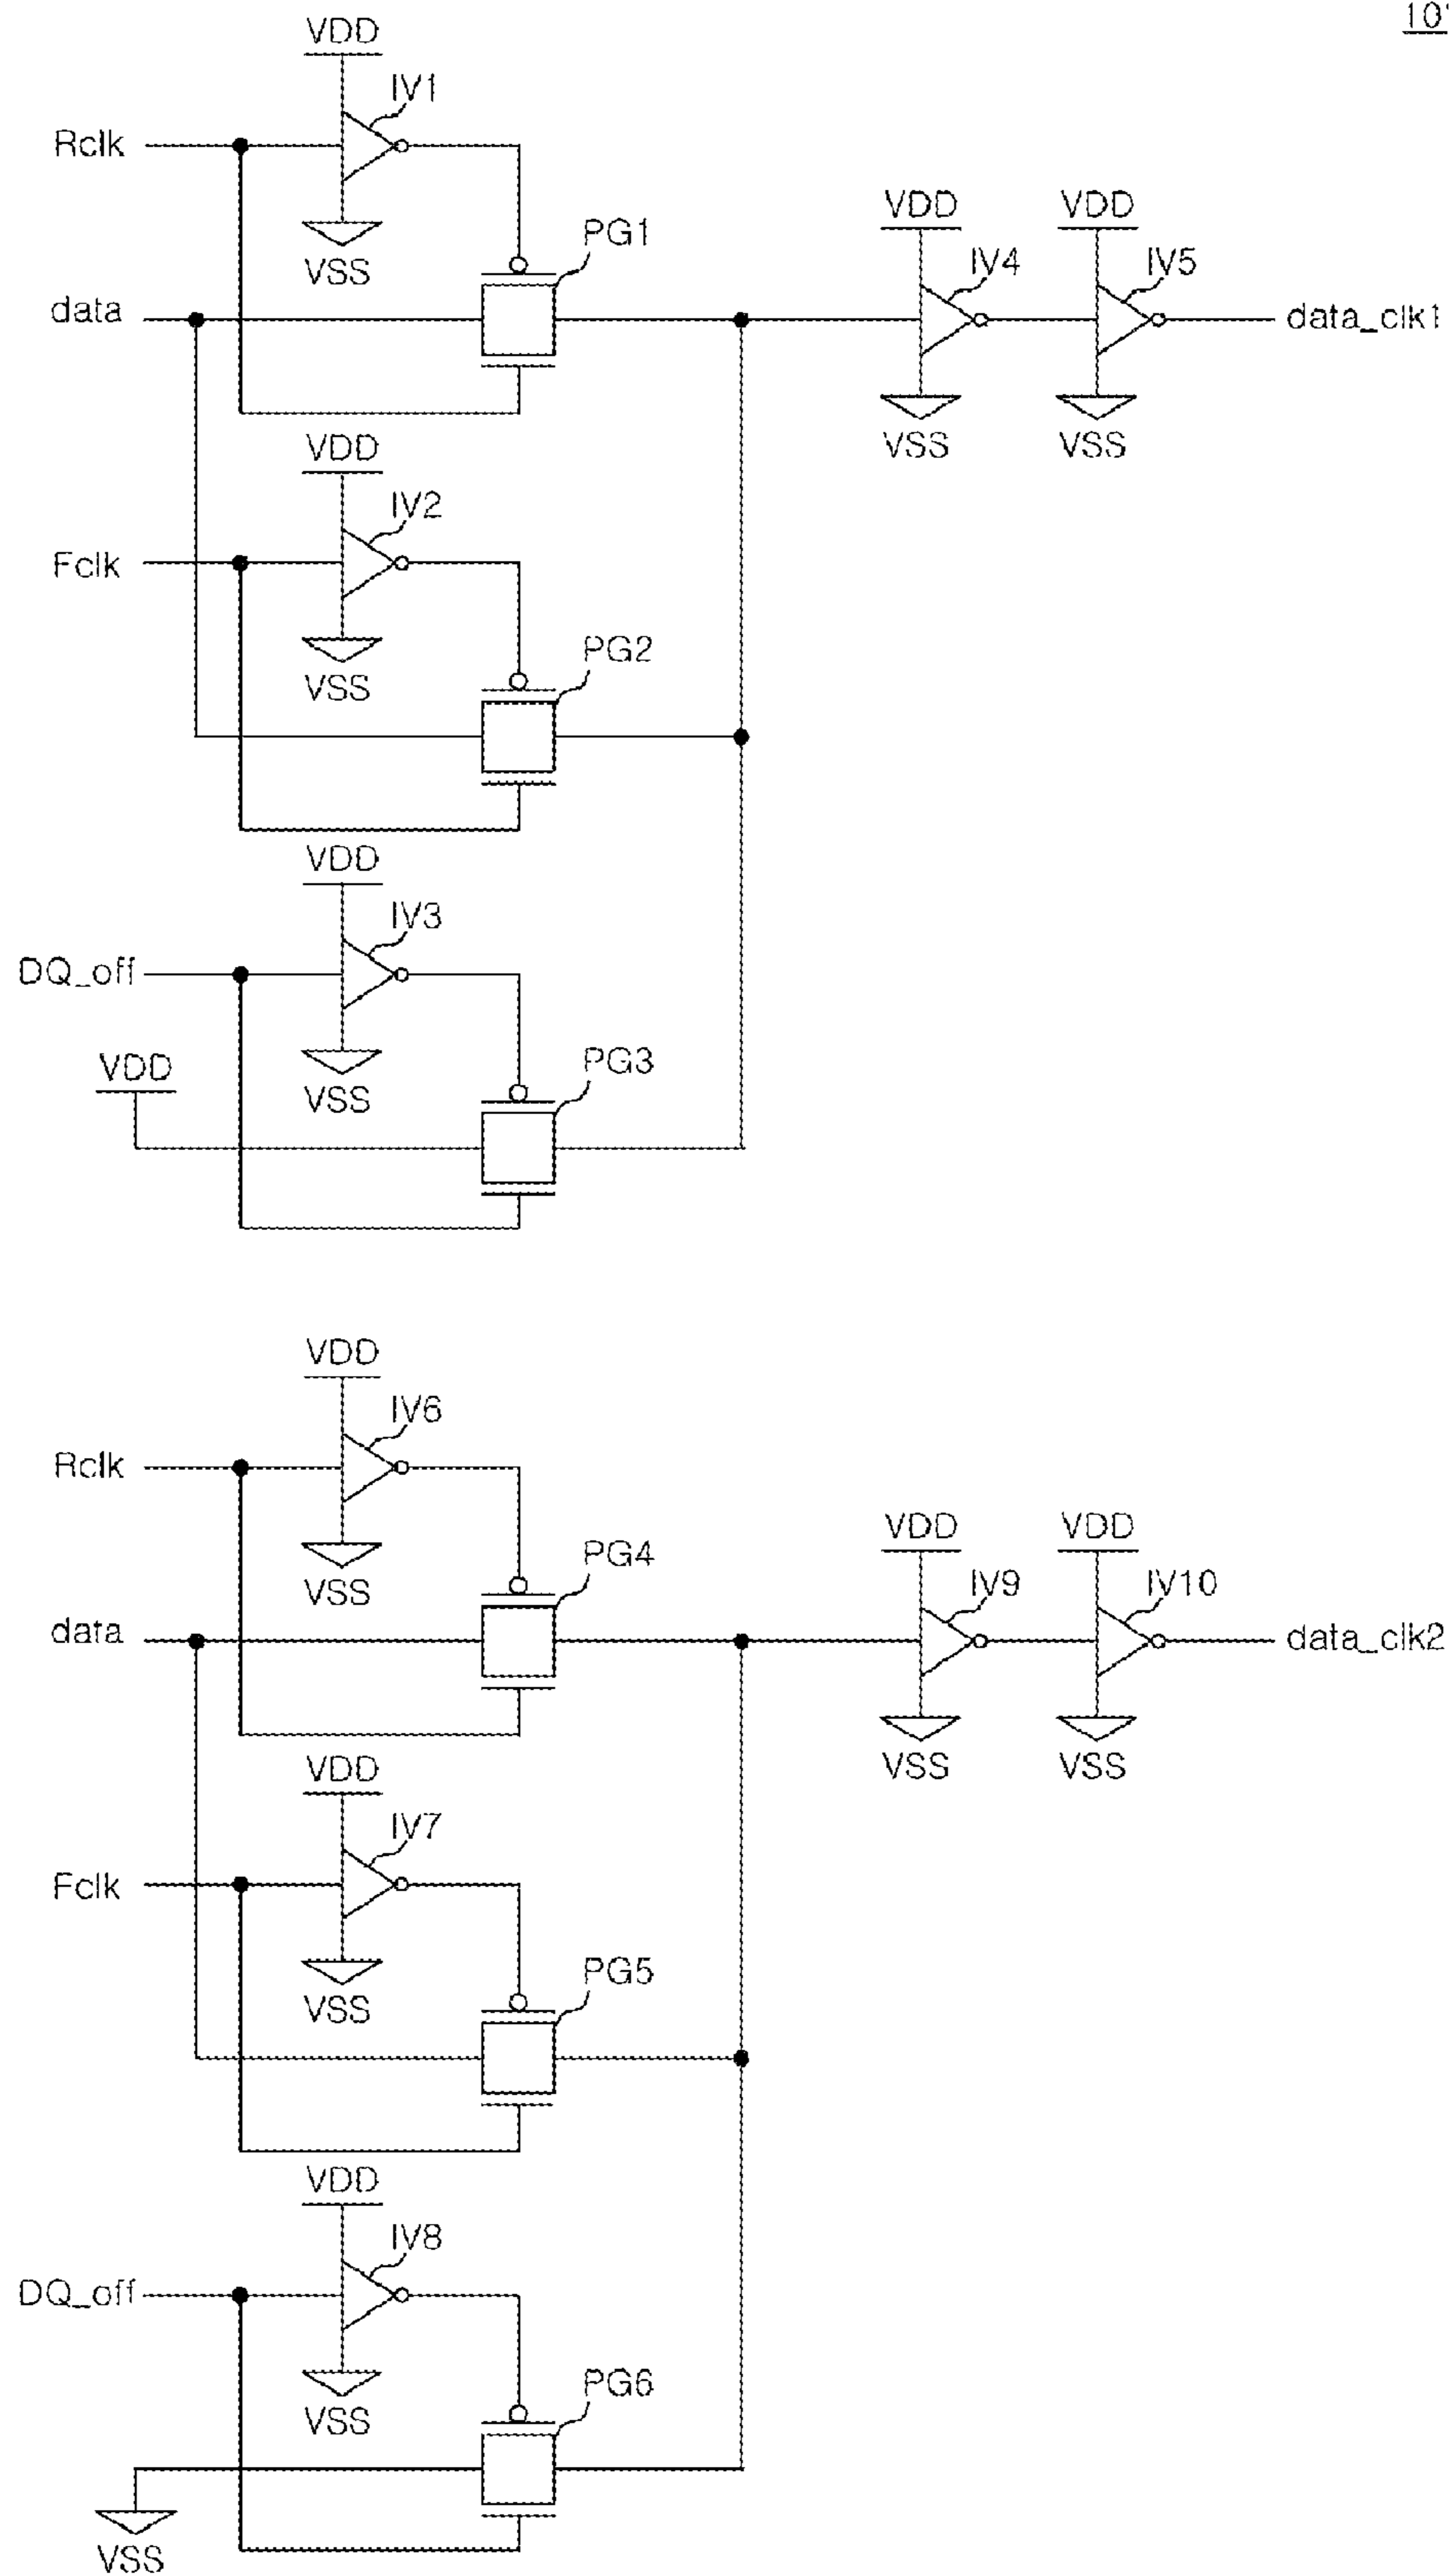 10'
VDD
IV1
Rclk
VSS
PG1
data
VDD
VDD
IV4
IV5
data_clk1
VSS
VSS
VDD
IV2
Fclk
VSS
PG2
VDD
IV3
DQ_off
VDD
VSS
PG3
VDD
IV6
Rclk
VSS
PG4
data
VDD
VDD
IV9
IV10
data_clk2
VSS
VSS
VDD
IV7
Fclk
VSS
PG5
VDD
IV8
DQ_off
VSS
PG6
VSS